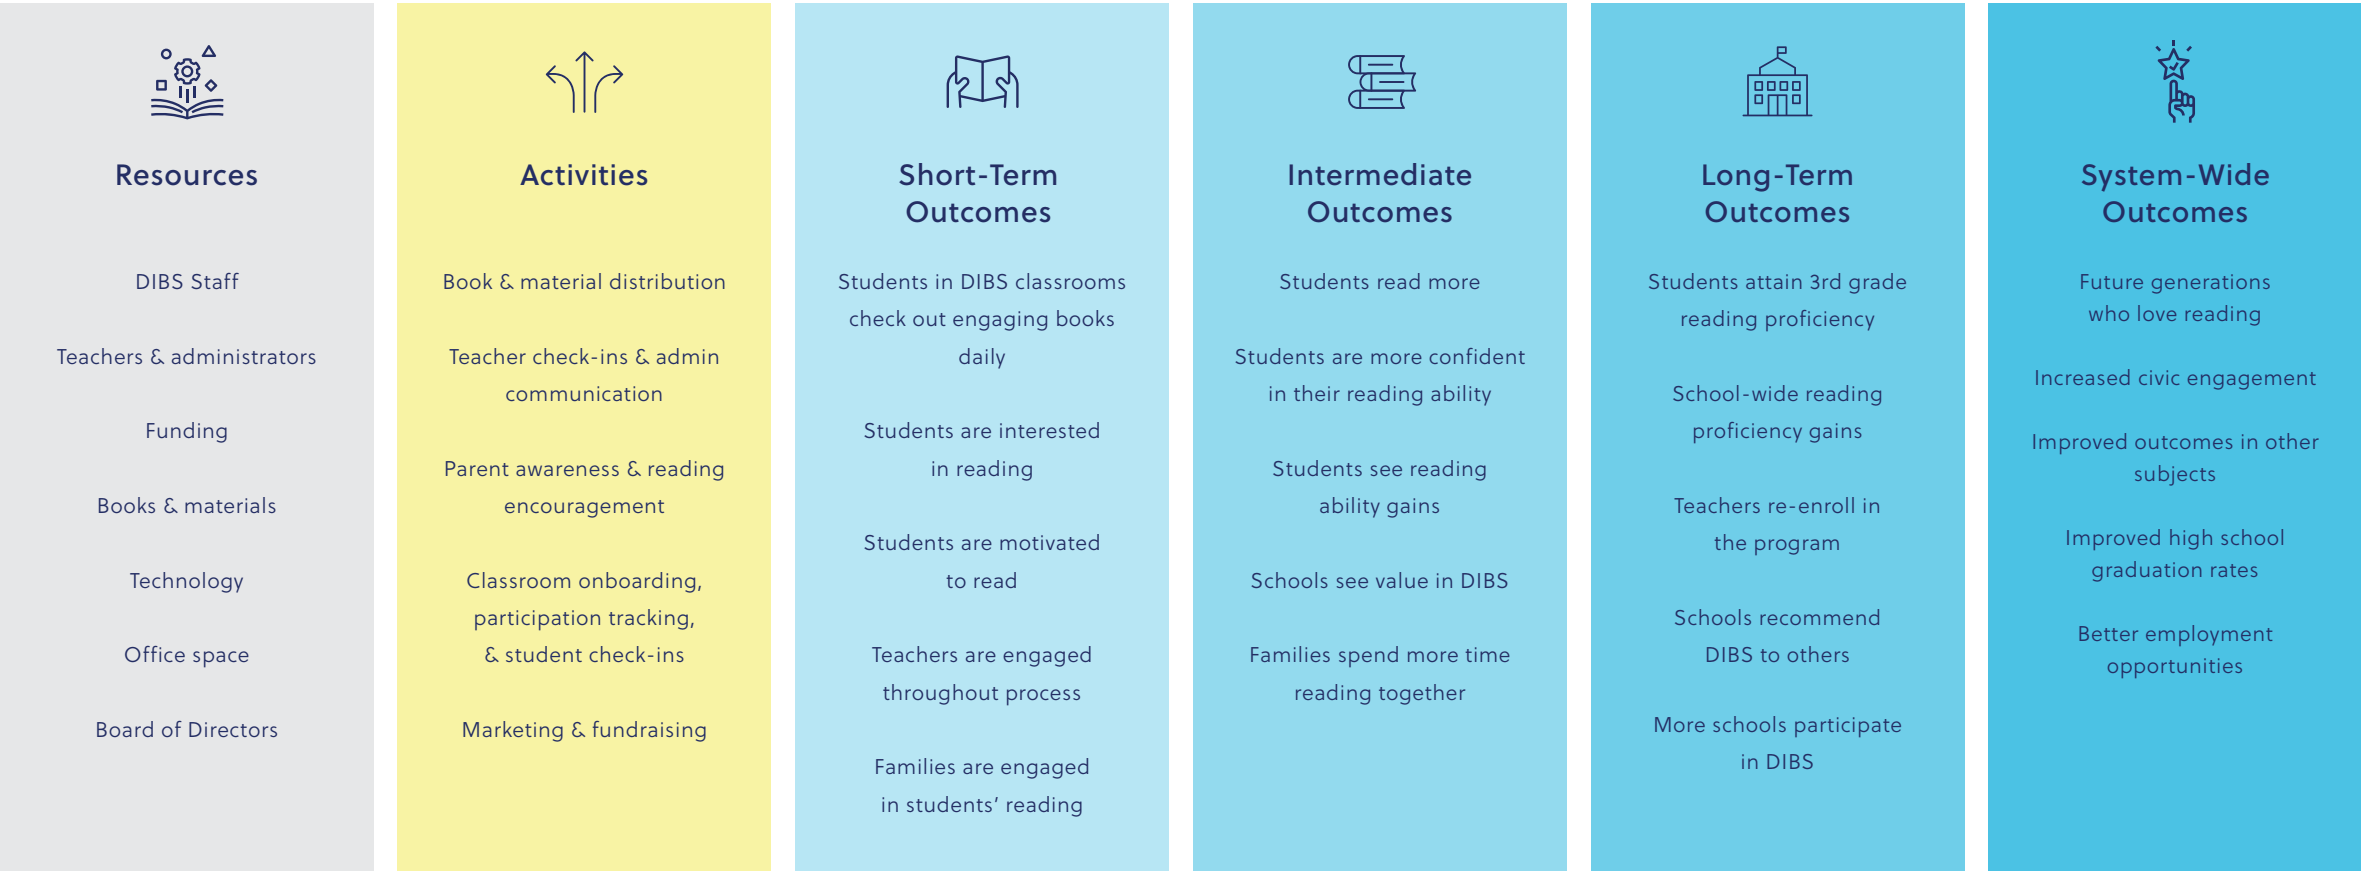 Resources
DIBS Staff
Teachers & administrators
Funding
Books & materials
Technology
Office space
Board of Directors
Activities
Book & material distribution
Teacher check-ins & admin
communication
Parent awareness & reading
encouragement
Classroom onboarding,
participation tracking,
& student check-ins
Marketing & fundraising
Short-Term
Outcomes
Students in DIBS classrooms
check out engaging books
daily
Students are interested
in reading
Students are motivated
to read
Teachers are engaged
throughout process
Families are engaged
in students’ reading
Intermediate
Outcomes
Students read more
Students are more confident
in their reading ability
Students see reading
ability gains
Schools see value in DIBS
Families spend more time
reading together
Long-Term
Outcomes
Students attain 3rd grade
reading proficiency
School-wide reading
proficiency gains
Teachers re-enroll in
the program
Schools recommend
DIBS to others
More schools participate
in DIBS
System-Wide
Outcomes
Future generations
who love reading
Increased civic engagement
Improved outcomes in other
subjects
Improved high school
graduation rates
Better employment
opportunities